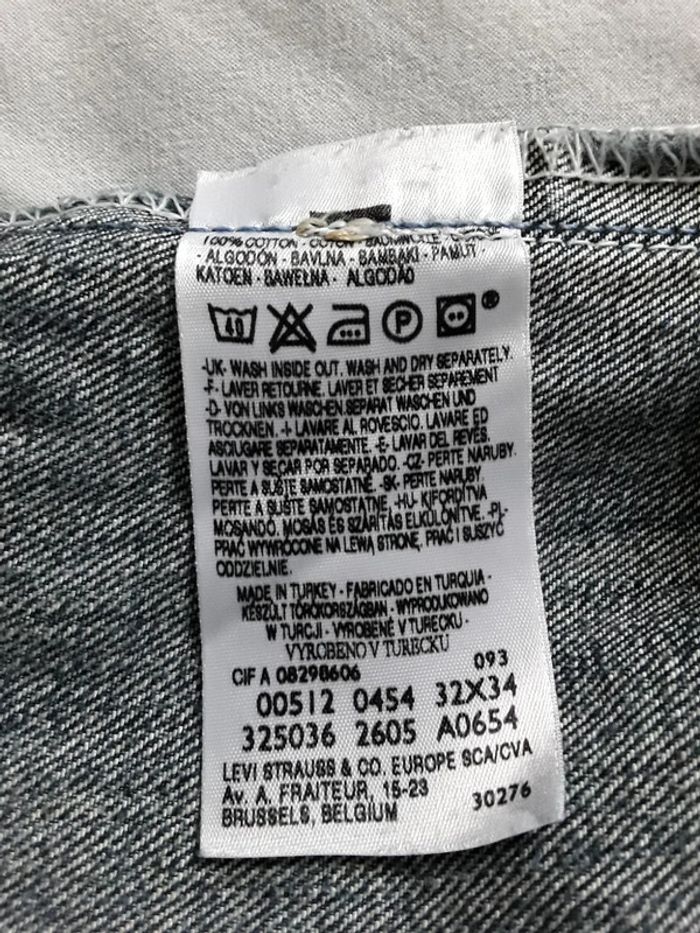 100% COTTON - COTON - BAUMWOLLE
- ALGODÓN - BAVLNA - BAMBAKI - PAMUT -
KATOEN - BAWEŁNA - ALGODÃO
40 P ®
-UK- WASH INSIDE OUT. WASH AND DRY SEPARATELY.
-F- LAVER RETOURNE. LAVER ET SECHER SEPAREMENT
-D- VON LINKS WASCHEN.SEPARAT WASCHEN UND
TROCKNEN. -I- LAVARE AL ROVESCIO. LAVARE ED
ASCIUGARE SEPARATAMENTE. -E- LAVAR DEL REVÉS.
LAVAR Y SECAR POR SEPARADO. -CZ- PERTE NARUBY.
PERTE A SUŠTE SAMOSTATNĚ. -SK- PERTE NARUBY.
PERTE A SUŠTE SAMOSTATNE. -HU- KIFORDÍTVA
MOSANDÓ. MOSÁS ÉS SZÁRÍTÁS ELKÜLÖNÍTVE. -PL-
PRAĆ WYWRÓCONE NA LEWĄ STRONĘ. PRAĆ I SUSZYĆ
ODDZIELNIE.
MADE IN TURKEY - FABRICADO EN TURQUIA -
KÉSZÜLT TÖRÖKORSZÁGBAN - WYPRODUKOWANO
W TURCJI - VYROBENÉ V TURECKU -
VYROBENO V TURECKU
CIF A 08298606 093
00512 0454 32X34
325036 2605 A0654
LEVI STRAUSS & CO. EUROPE SCA/CVA
Av. A. FRAITEUR, 15-23 30276
BRUSSELS, BELGIUM